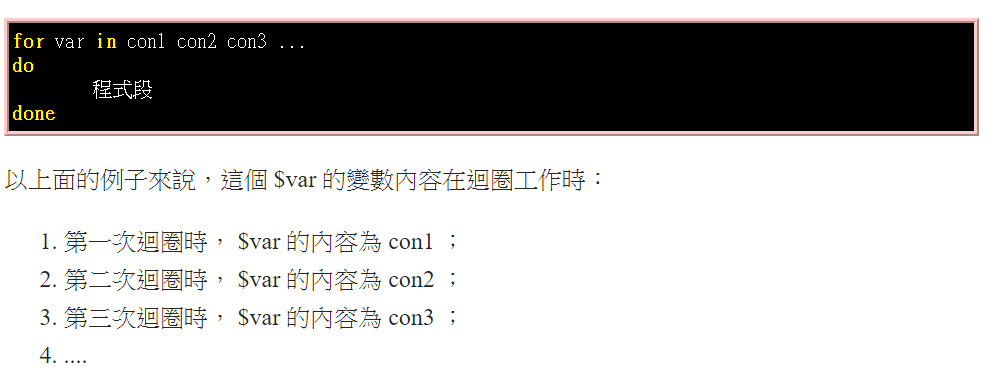 for var in con1 con2 con3 ...
do
程式段
done
以上面的例子來說，這個 $var 的變數內容在迴圈工作時：
1. 第一次迴圈時， $var 的內容為 con1 ；
2. 第二次迴圈時， $var 的內容為 con2 ；
3. 第三次迴圈時， $var 的內容為 con3 ；
4. ....